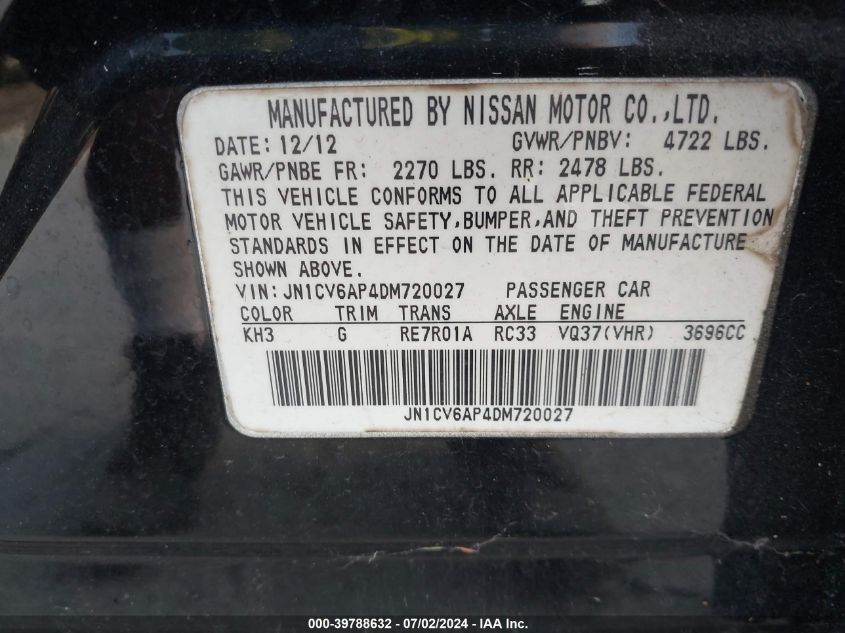 MANUFACTURED BY NISSAN MOTOR CO.,LTD.
DATE: 12/12 GVWR/PNBV: 4722 LBS.
GAWR/PNBE FR: 2270 LBS. RR: 2478 LBS.
THIS VEHICLE CONFORMS TO ALL APPLICABLE FEDERAL
MOTOR VEHICLE SAFETY,BUMPER,AND THEFT PREVENTION
STANDARDS IN EFFECT ON THE DATE OF MANUFACTURE
SHOWN ABOVE.
VIN: JN1CV6AP4DM720027 PASSENGER CAR
COLOR TRIM TRANS AXLE ENGINE
KH3 G RE7R01A RC33 VQ37(VHR) 3696CC
JN1CV6AP4DM720027
000-39788632 - 07/02/2024 - IAA Inc.